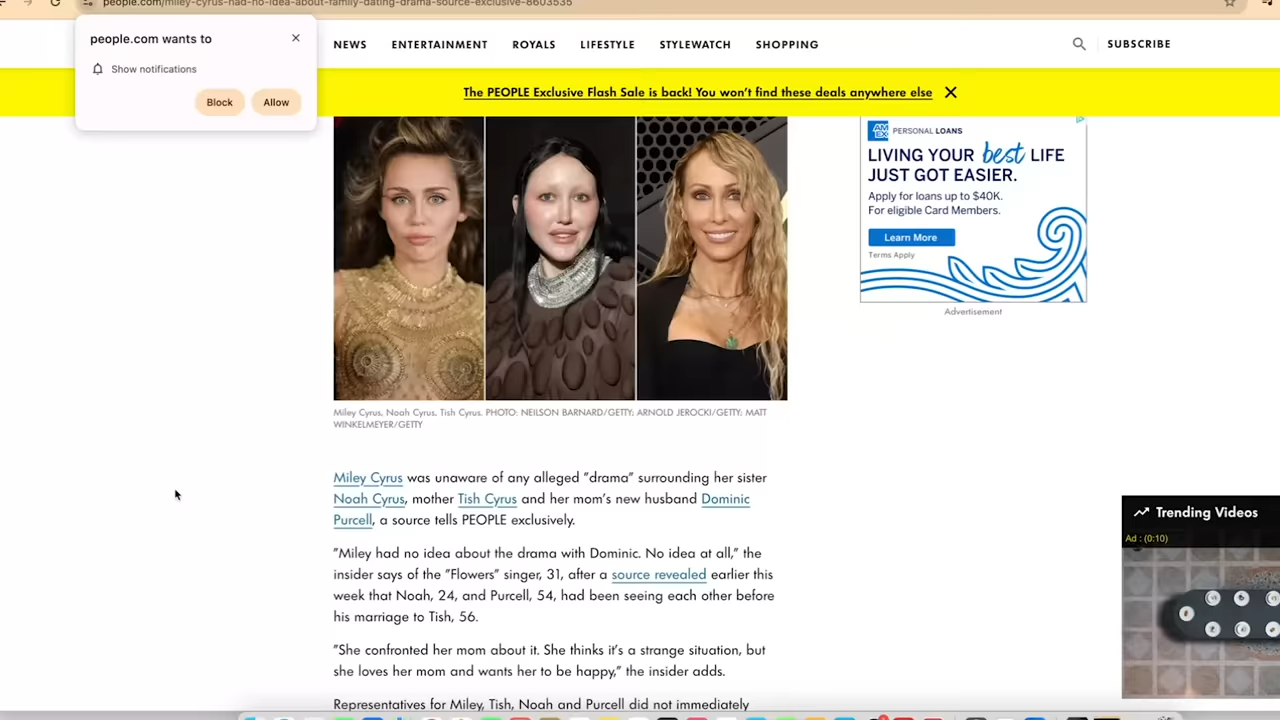 people.com/miley-cyrus-had-no-idea-about-family-dating-drama-source-exclusive-8603535
people.com wants to
Show notifications
Block
Allow
NEWS
ENTERTAINMENT
ROYALS
LIFESTYLE
STYLEWATCH
SHOPPING
SUBSCRIBE
The PEOPLE Exclusive Flash Sale is back! You won't find these deals anywhere else
AM
EX
PERSONAL LOANS
LIVING YOUR best LIFE
JUST GOT EASIER.
Apply for loans up to $40K.
For eligible Card Members.
Learn More
Terms Apply
Advertisement
Miley Cyrus, Noah Cyrus, Tish Cyrus. PHOTO: NEILSON BARNARD/GETTY; ARNOLD JEROCKI/GETTY; MATT
WINKELMEYER/GETTY
Miley Cyrus was unaware of any alleged "drama" surrounding her sister
Noah Cyrus, mother Tish Cyrus and her mom's new husband Dominic
Purcell, a source tells PEOPLE exclusively.
"Miley had no idea about the drama with Dominic. No idea at all," the
insider says of the "Flowers" singer, 31, after a source revealed earlier this
week that Noah, 24, and Purcell, 54, had been seeing each other before
his marriage to Tish, 56.
"She confronted her mom about it. She thinks it's a strange situation, but
she loves her mom and wants her to be happy," the insider adds.
Representatives for Miley, Tish, Noah and Purcell did not immediately
Trending Videos
Ad : (0:10)